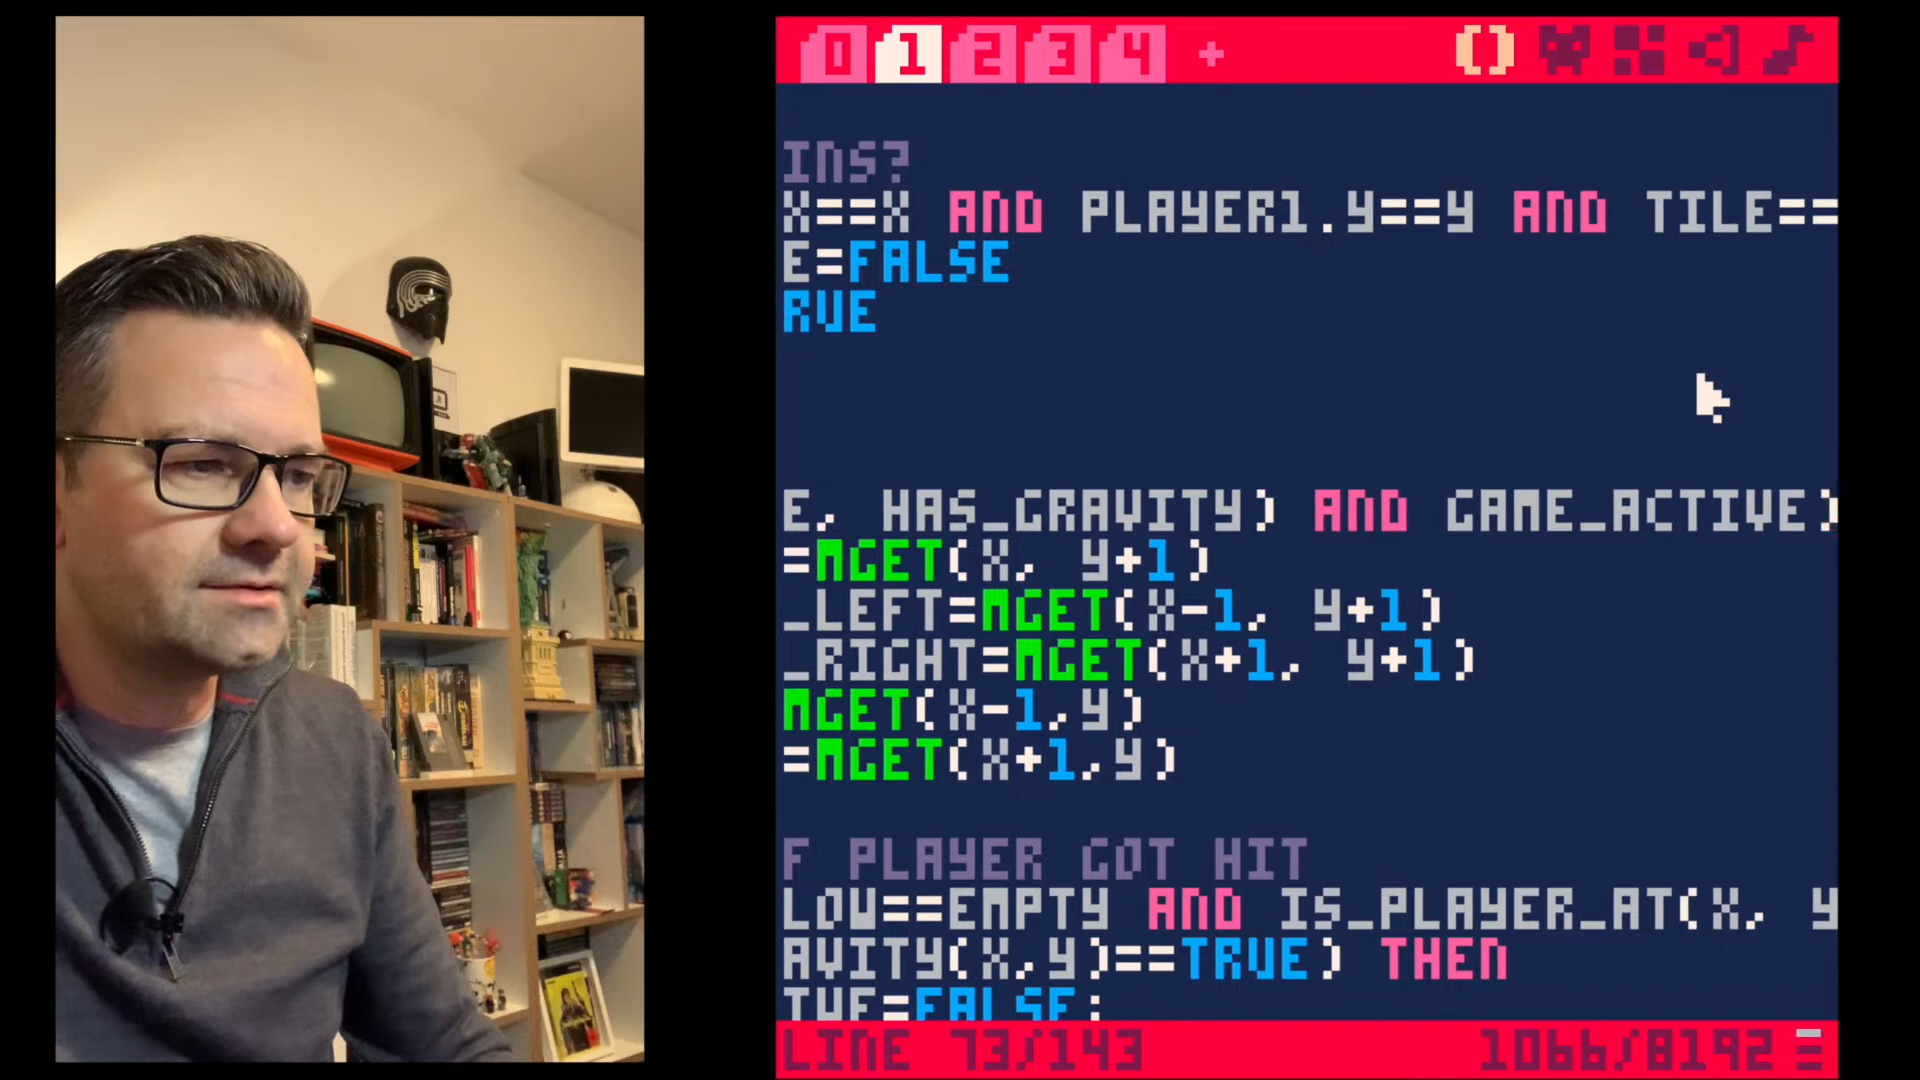 0 1 2 3 4 +
INS?
X==X AND PLAYER1.Y==Y AND TILE==
E=FALSE
RUE
E, HAS_GRAVITY) AND GAME_ACTIVE)
=MGET(X, Y+1)
_LEFT=MGET(X-1, Y+1)
_RIGHT=MGET(X+1, Y+1)
MGET(X-1,Y)
=MGET(X+1,Y)
F PLAYER GOT HIT
LOW==EMPTY AND IS_PLAYER_AT(X, Y
AVITY(X,Y)==TRUE) THEN
TVE=FALSE;
LINE 73/143
1066/8192